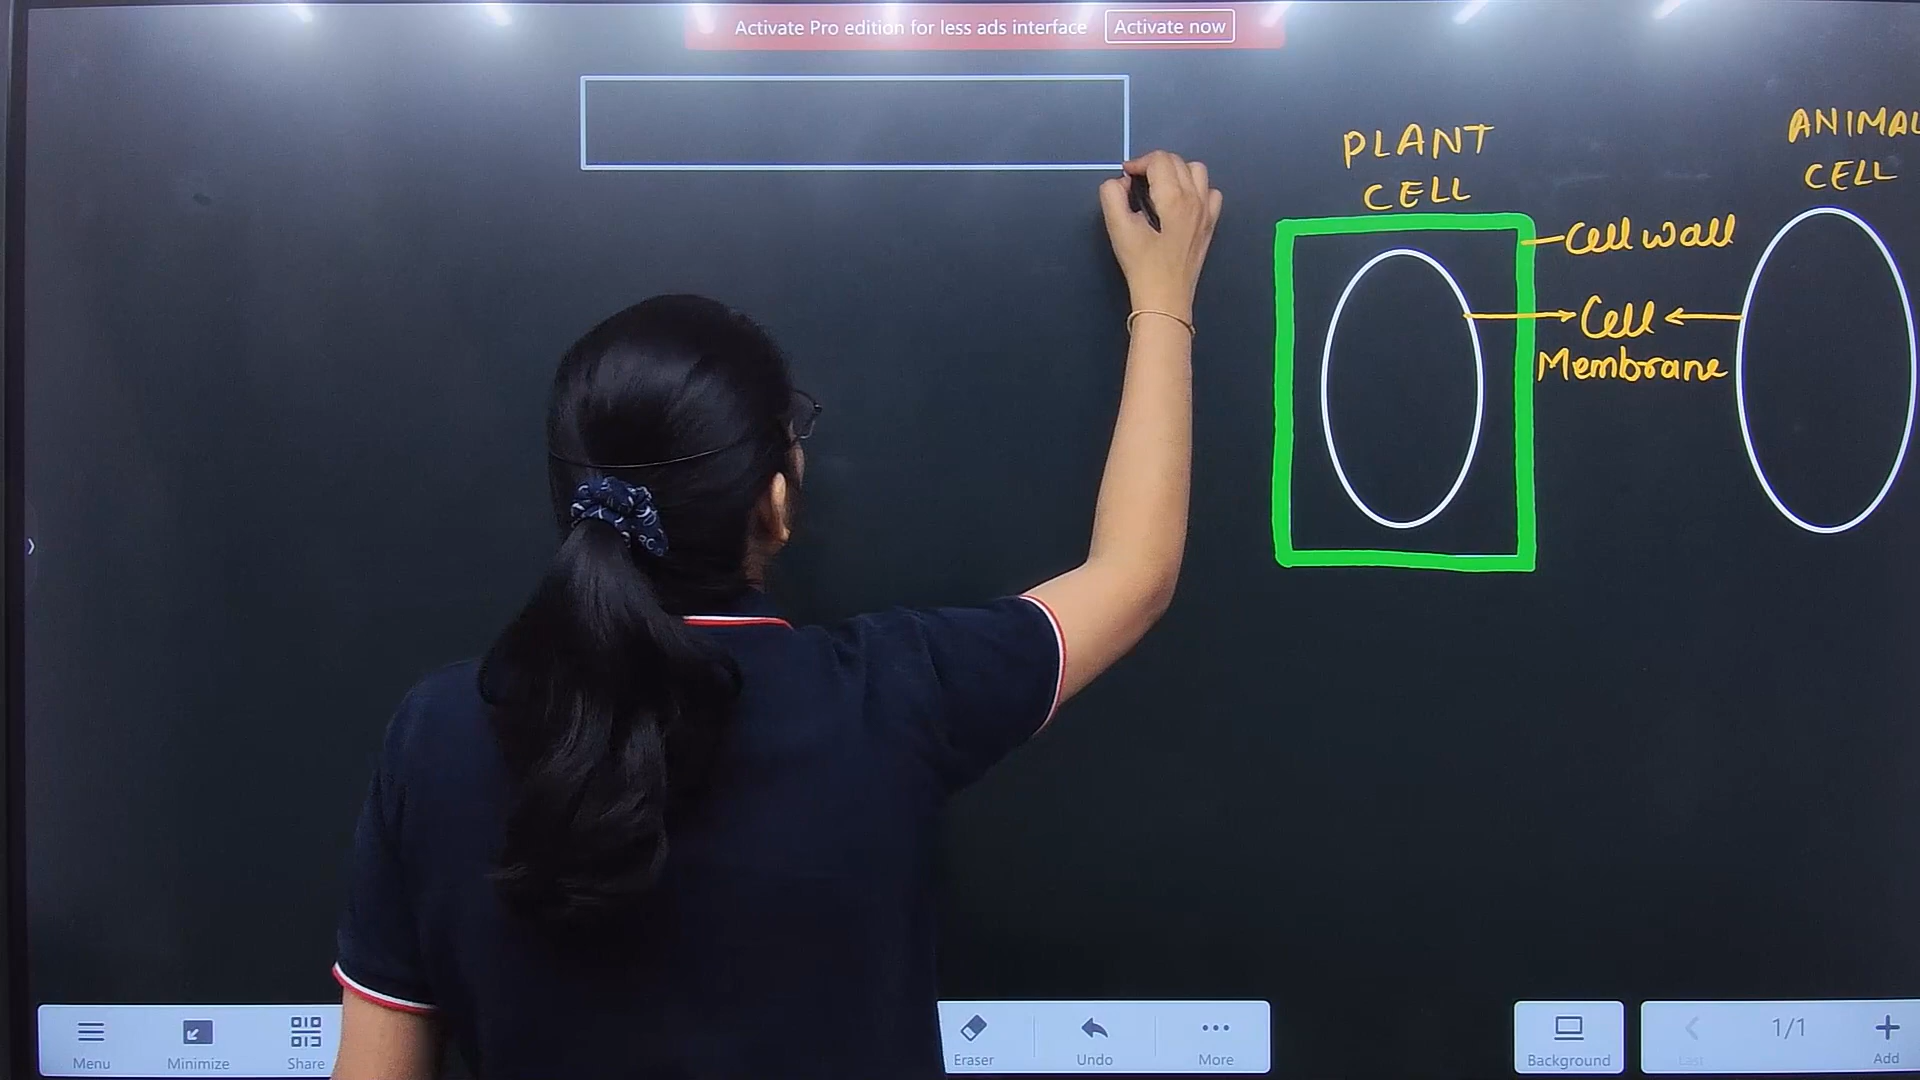 Activate Pro edition for less ads interface Activate now
PLANT
CELL
ANIMAL
CELL
Cell wall
Cell
Membrane
Menu
Minimize
Share
Eraser
Undo
More
Background
Last
1/1
Add